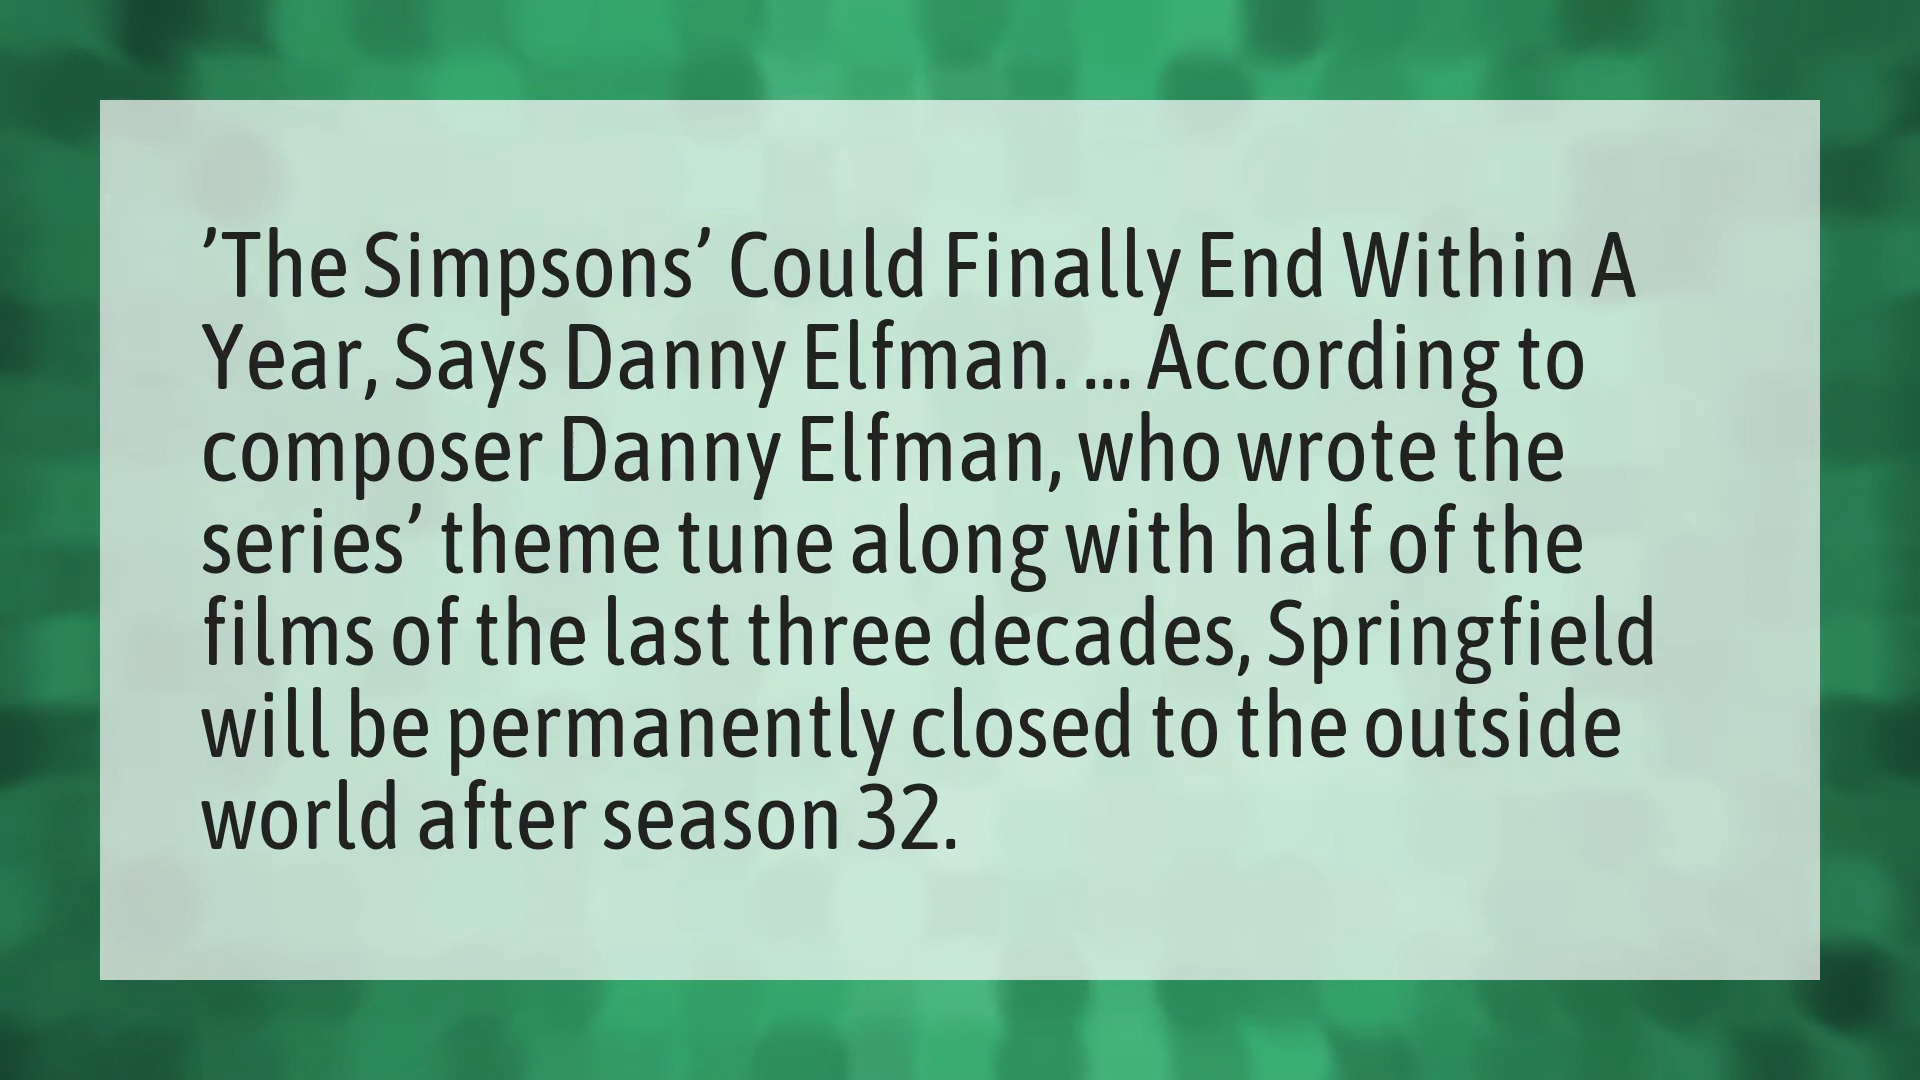 ’The Simpsons’ Could Finally End Within A
Year, Says Danny Elfman. ... According to
composer Danny Elfman, who wrote the
series’ theme tune along with half of the
films of the last three decades, Springfield
will be permanently closed to the outside
world after season 32.